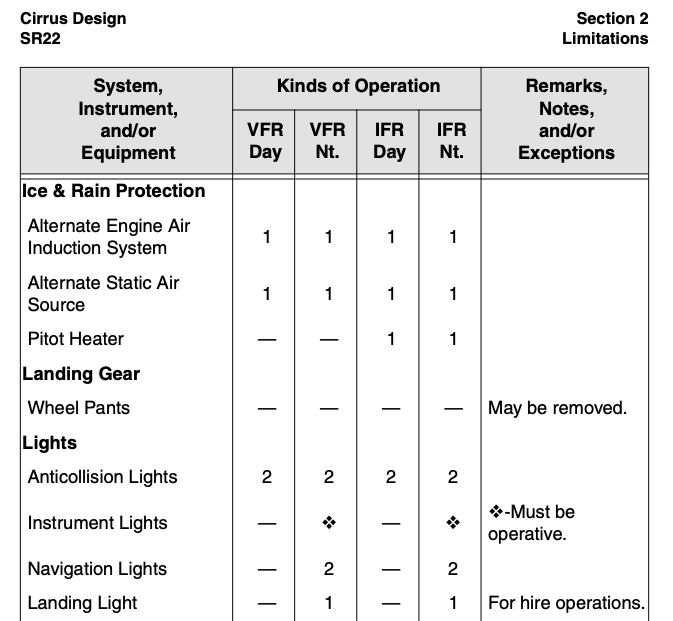 Cirrus Design Section 2
SR22 Limitations
System, Instrument, and/or Equipment
Kinds of Operation
Remarks, Notes, and/or Exceptions
VFR Day VFR Nt. IFR Day IFR Nt.
Ice & Rain Protection
Alternate Engine Air Induction System 1 1 1 1
Alternate Static Air Source 1 1 1 1
Pitot Heater — — 1 1
Landing Gear
Wheel Pants — — — — May be removed.
Lights
Anticollision Lights 2 2 2 2
Instrument Lights — ❖ — ❖ ❖-Must be operative.
Navigation Lights — 2 — 2
Landing Light — 1 — 1 For hire operations.